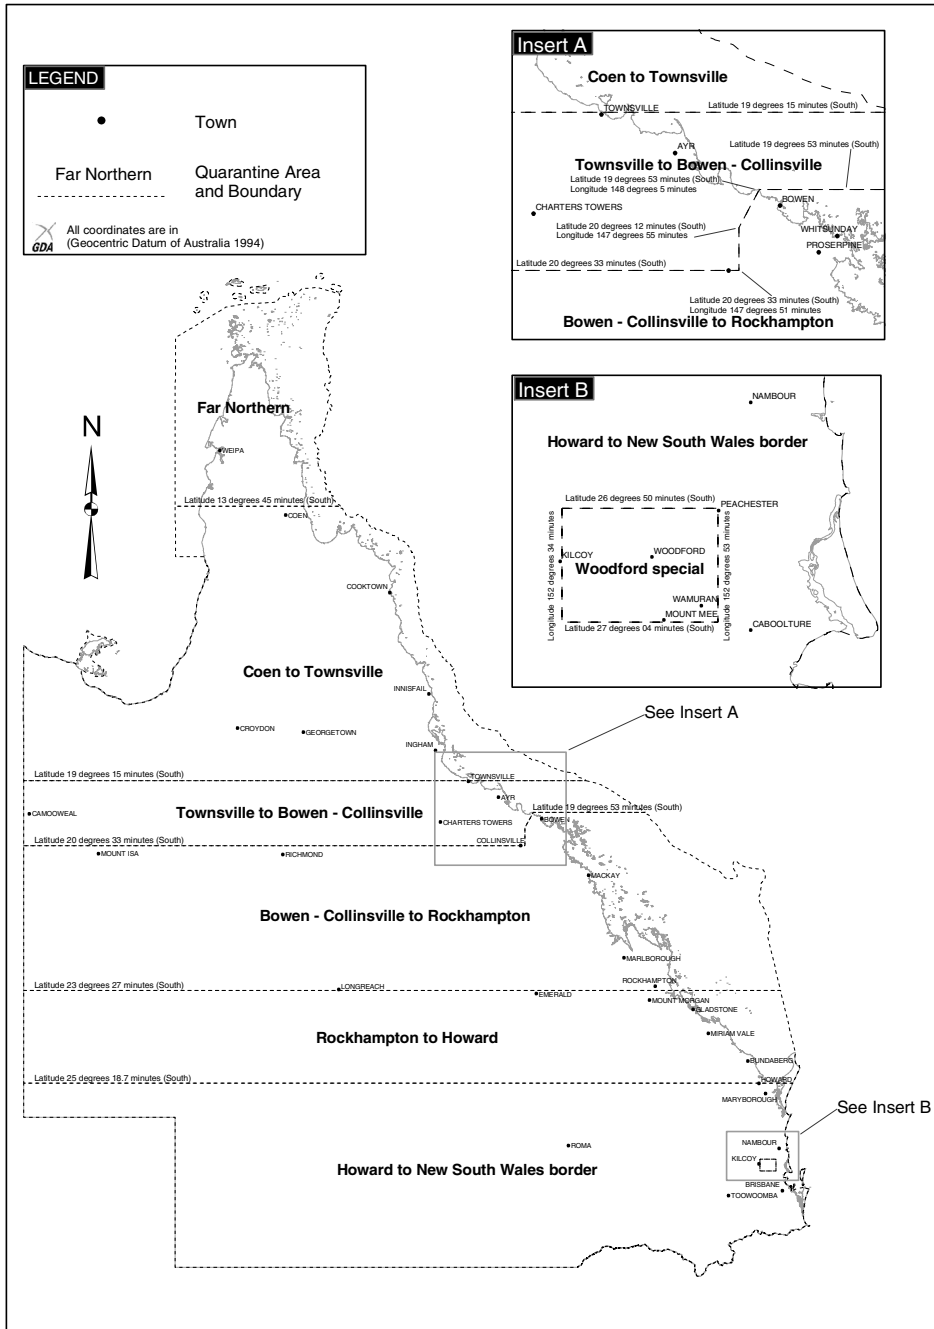 LEGEND
Town
Far Northern
Quarantine Area
and Boundary
GDA
All coordinates are in
(Geocentric Datum of Australia 1994)
Insert A
Coen to Townsville
Latitude 19 degrees 15 minutes (South)
TOWNSVILLE
AYR
Latitude 19 degrees 53 minutes (South)
Townsville to Bowen - Collinsville
Latitude 19 degrees 53 minutes (South)
Longitude 148 degrees 5 minutes
BOWEN
CHARTERS TOWERS
Latitude 20 degrees 12 minutes (South)
Longitude 147 degrees 55 minutes
WHITSUNDAY
PROSERPINE
Latitude 20 degrees 33 minutes (South)
Latitude 20 degrees 33 minutes (South)
Longitude 147 degrees 51 minutes
Bowen - Collinsville to Rockhampton
Insert B
NAMBOUR
Howard to New South Wales border
Latitude 26 degrees 50 minutes (South)
PEACHESTER
Longitude 152 degrees 34 minutes
Longitude 152 degrees 53 minutes
KILCOY
WOODFORD
Woodford special
WAMURAN
MOUNT MEE
Latitude 27 degrees 04 minutes (South)
CABOOLTURE
N
Far Northern
WEIPA
Latitude 13 degrees 45 minutes (South)
COEN
COOKTOWN
Coen to Townsville
INNISFAIL
CROYDON
GEORGETOWN
See Insert A
INGHAM
Latitude 19 degrees 15 minutes (South)
TOWNSVILLE
AYR
Latitude 19 degrees 53 minutes (South)
CAMOOWEAL
Townsville to Bowen - Collinsville
CHARTERS TOWERS
BOWEN
Latitude 20 degrees 33 minutes (South)
COLLINSVILLE
MOUNT ISA
RICHMOND
MACKAY
Bowen - Collinsville to Rockhampton
MARLBOROUGH
Latitude 23 degrees 27 minutes (South)
LONGREACH
ROCKHAMPTON
EMERALD
MOUNT MORGAN
GLADSTONE
Rockhampton to Howard
MIRIAM VALE
BUNDABERG
Latitude 25 degrees 18.7 minutes (South)
HOWARD
MARYBOROUGH
See Insert B
ROMA
NAMBOUR
KILCOY
Howard to New South Wales border
BRISBANE
TOOWOOMBA